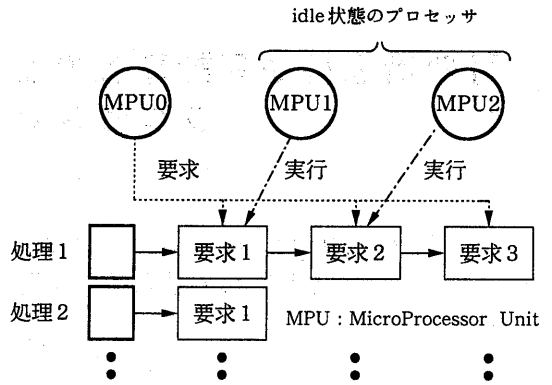 idle状態のプロセッサ
MPU0 MPU1 MPU2
要求 実行 実行
処理1 要求1 要求2 要求3
処理2 要求1 MPU：MicroProcessor Unit